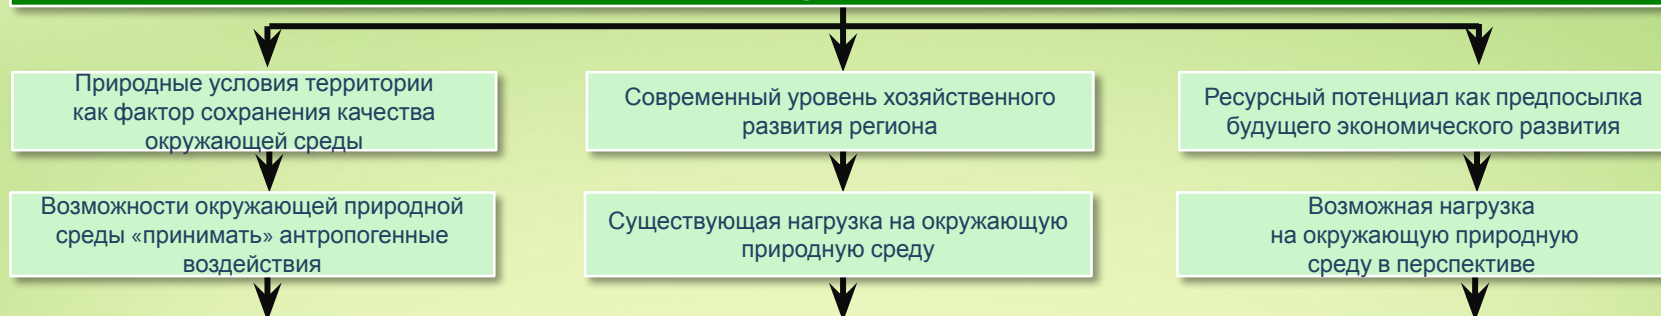 Природные условия территории
как фактор сохранения качества
окружающей среды
Современный уровень хозяйственного
развития региона
Ресурсный потенциал как предпосылка
будущего экономического развития
Возможности окружающей природной
среды «принимать» антропогенные
воздействия
Существующая нагрузка на окружающую
природную среду
Возможная нагрузка
на окружающую природную
среду в перспективе